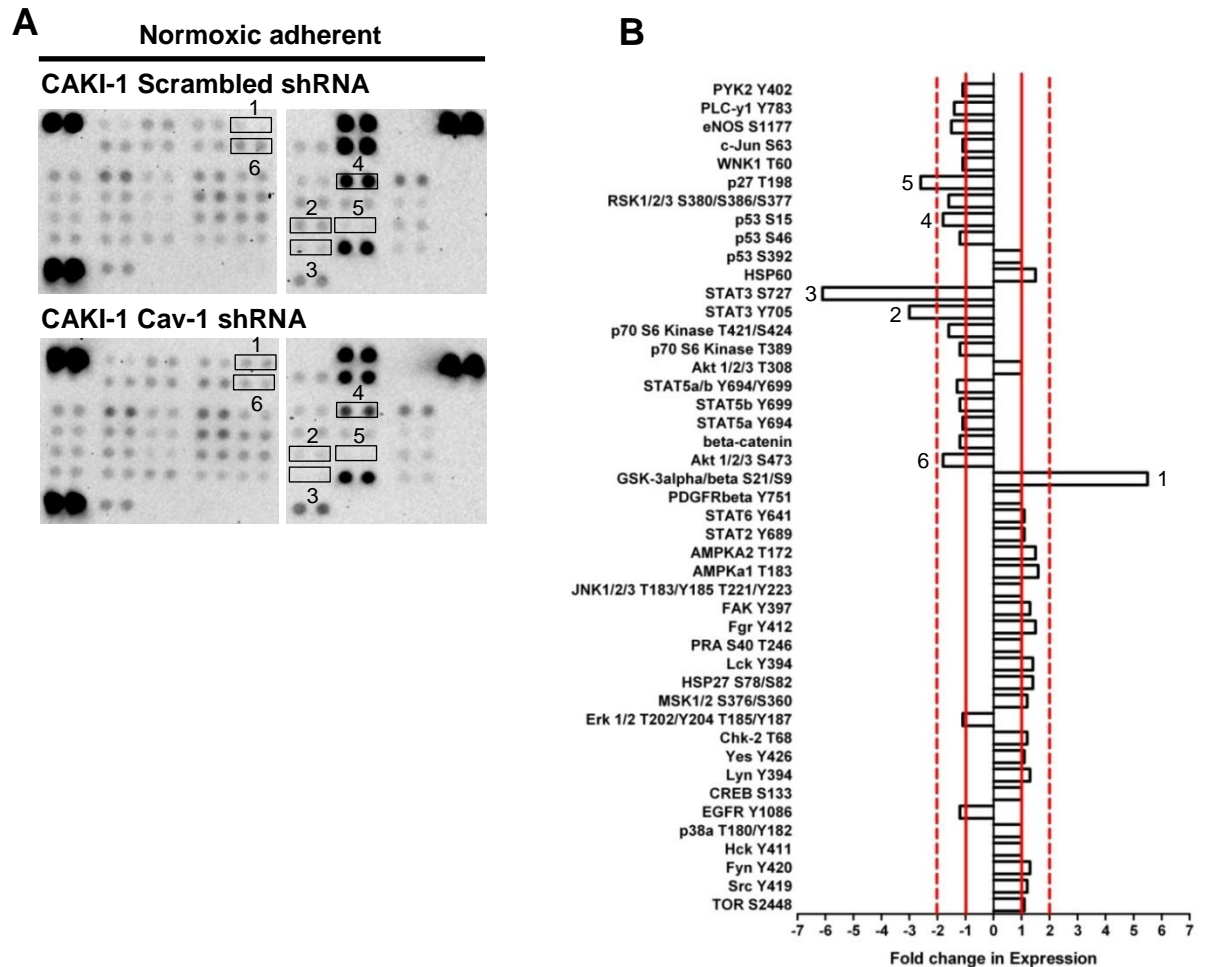 A
Normoxic adherent
CAKI-1 Scrambled shRNA
1
6
4
2
5
3
CAKI-1 Cav-1 shRNA
1
6
4
2
5
3
B
PYK2 Y402
PLC-y1 Y783
eNOS S1177
c-Jun S63
WNK1 T60
p27 T198
5
RSK1/2/3 S380/S386/S377
p53 S15
4
p53 S46
p53 S392
HSP60
STAT3 S727
3
STAT3 Y705
2
p70 S6 Kinase T421/S424
p70 S6 Kinase T389
Akt 1/2/3 T308
STAT5a/b Y694/Y699
STAT5b Y699
STAT5a Y694
beta-catenin
Akt 1/2/3 S473
6
GSK-3alpha/beta S21/S9
1
PDGFRbeta Y751
STAT6 Y641
STAT2 Y689
AMPKA2 T172
AMPKa1 T183
JNK1/2/3 T183/Y185 T221/Y223
FAK Y397
Fgr Y412
PRA S40 T246
Lck Y394
HSP27 S78/S82
MSK1/2 S376/S360
Erk 1/2 T202/Y204 T185/Y187
Chk-2 T68
Yes Y426
Lyn Y394
CREB S133
EGFR Y1086
p38a T180/Y182
Hck Y411
Fyn Y420
Src Y419
TOR S2448
-7 -6 -5 -4 -3 -2 -1 0 1 2 3 4 5 6 7
Fold change in Expression